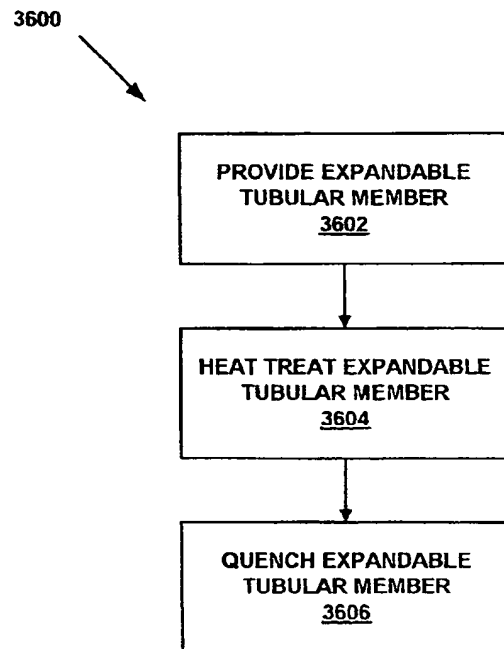 3600
PROVIDE EXPANDABLE
TUBULAR MEMBER
3602
HEAT TREAT EXPANDABLE
TUBULAR MEMBER
3604
QUENCH EXPANDABLE
TUBULAR MEMBER
3606